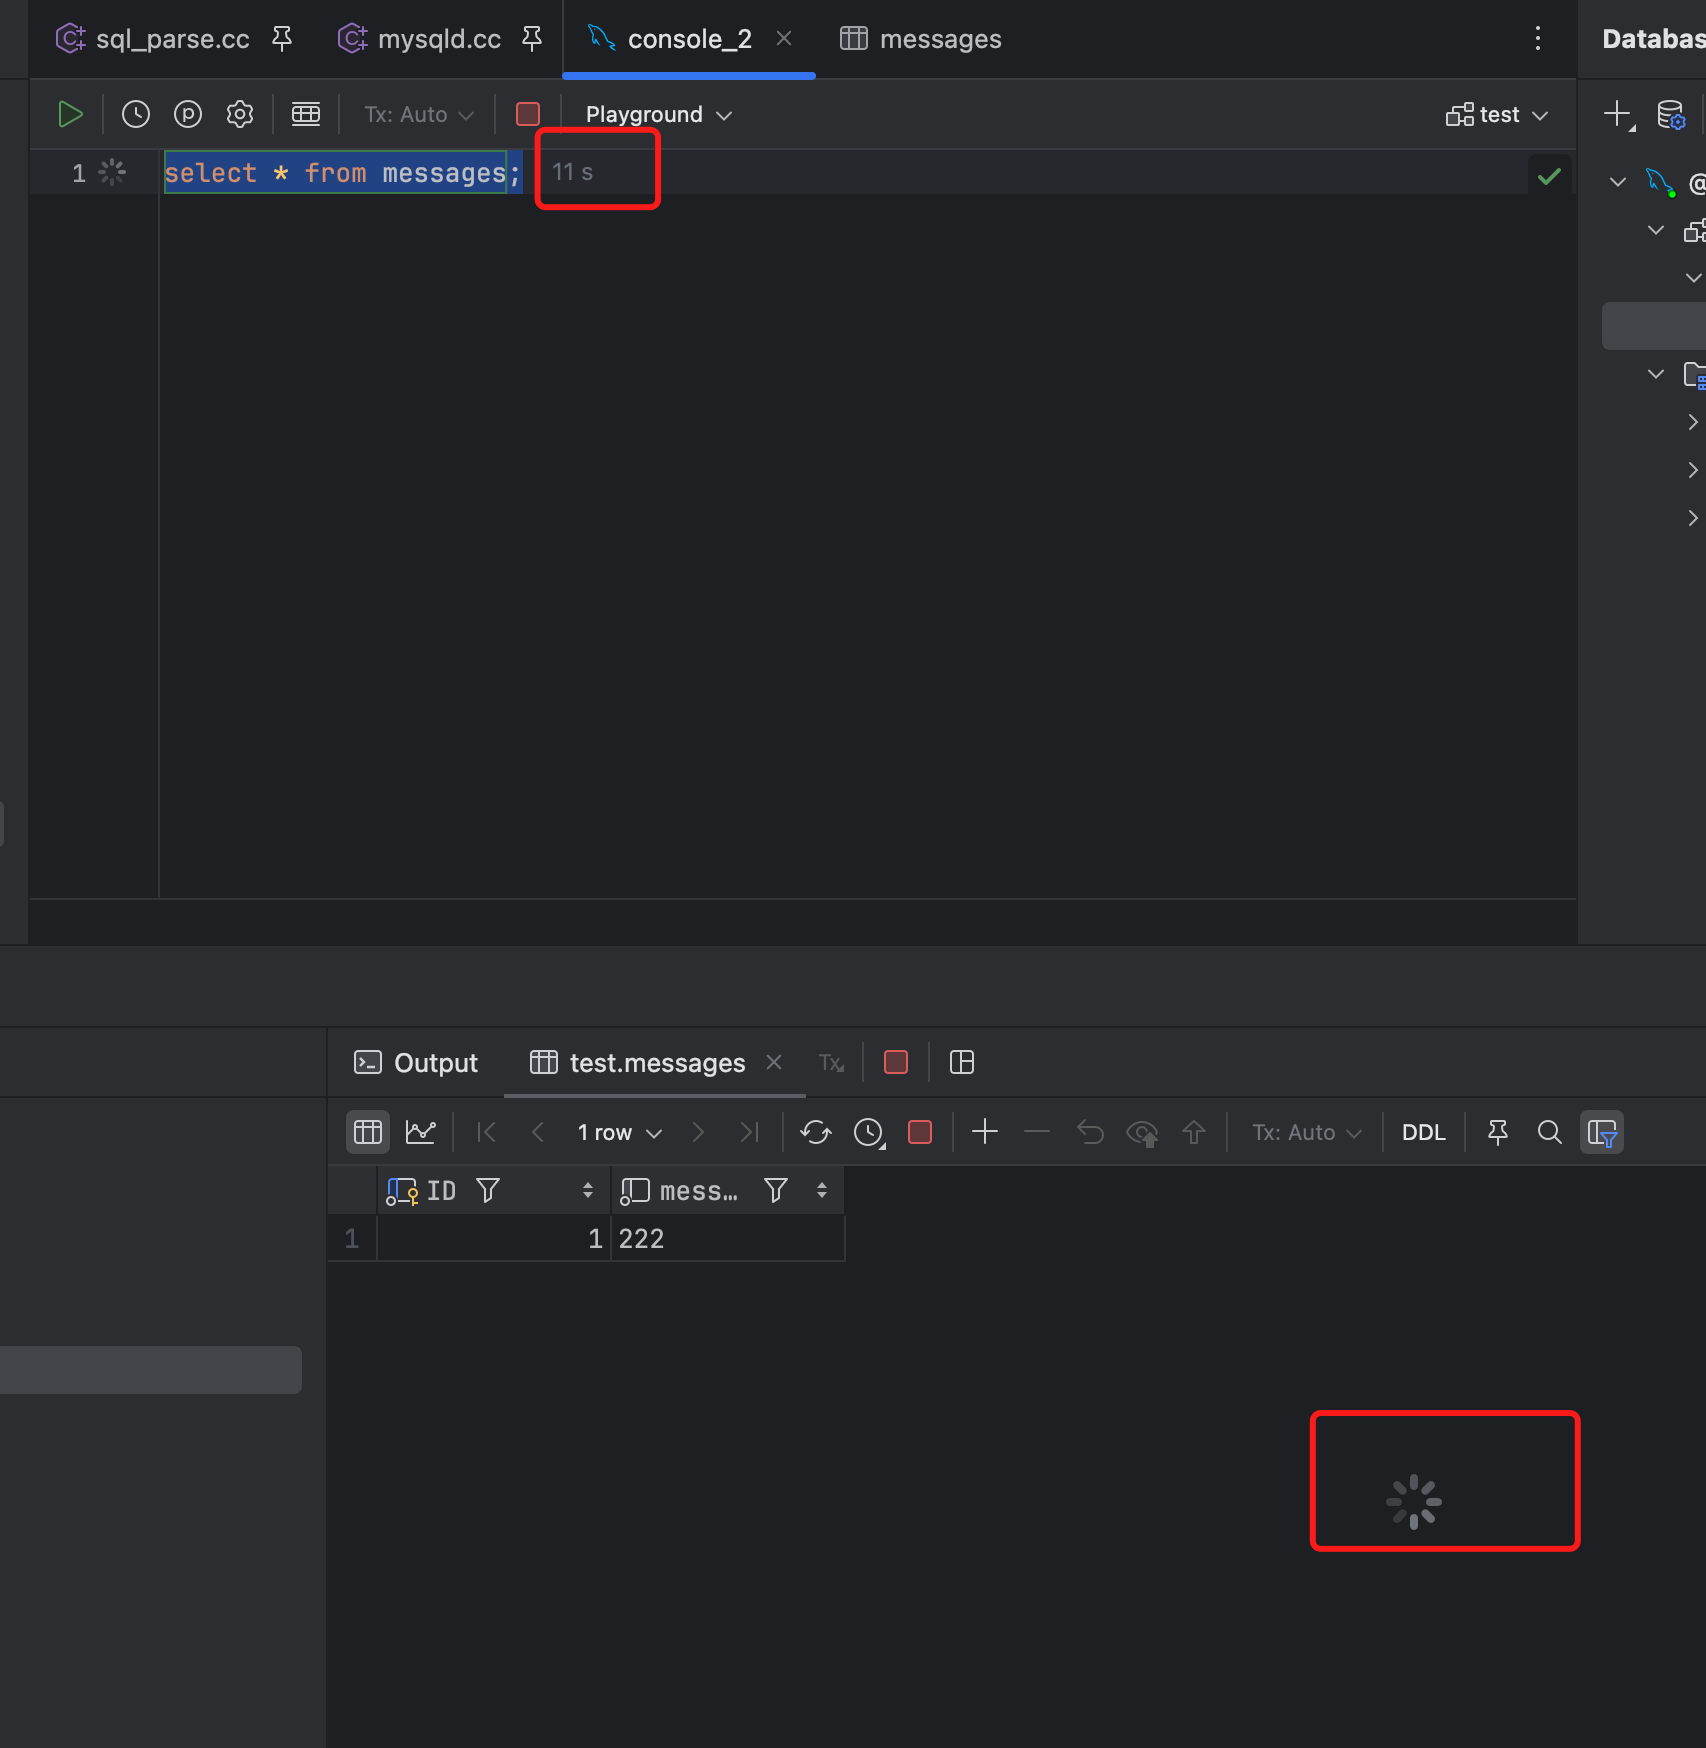 sql_parse.cc
mysqld.cc
console_2
messages
Databas
Tx: Auto
Playground
test
1 select * from messages; 11 s
@
Output
test.messages
Tx
1 row
Tx: Auto
DDL
ID
mess...
1 1 222